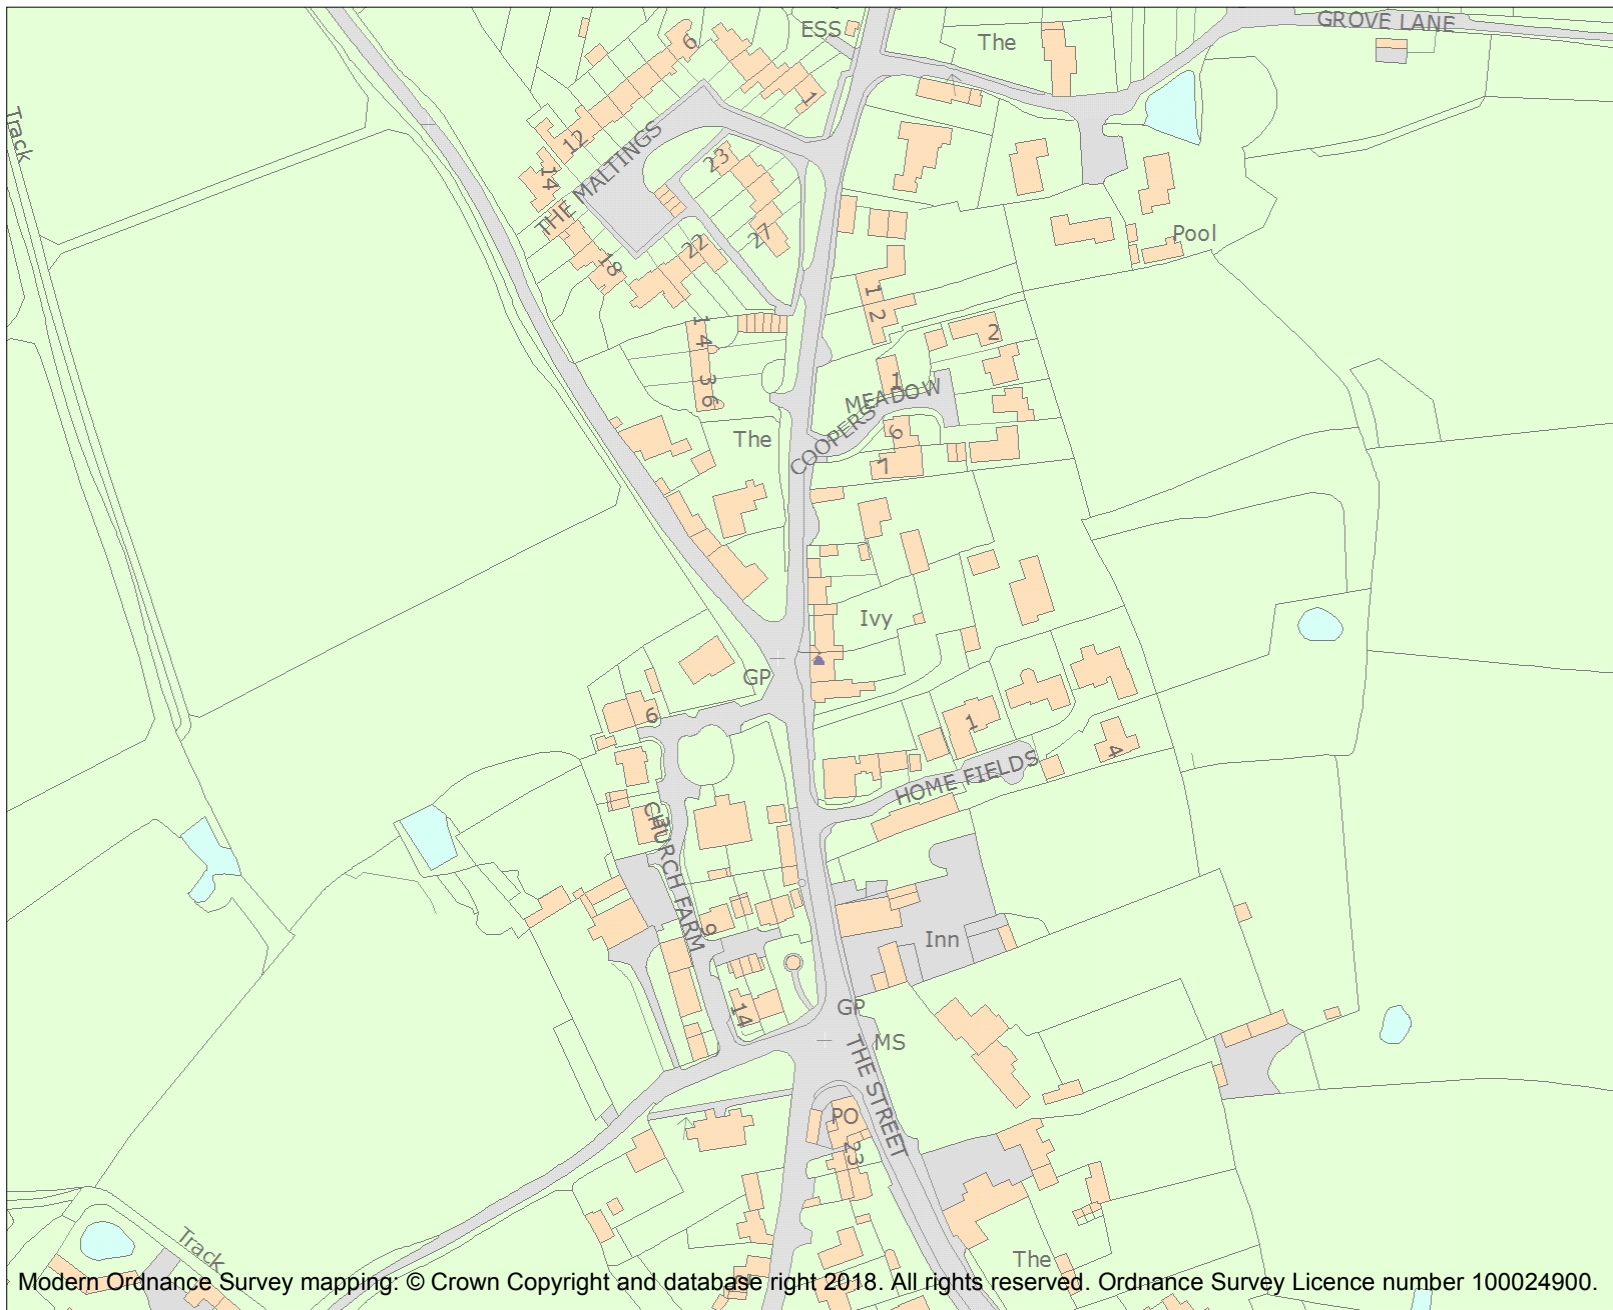 ESS
6
The
GROVE LANE
1
Track
12
THE MALTINGS
23
14
27
22
Pool
18
1
2
1
4
3
6
2
1
COOPERS MEADOW
The
6
7
Ivy
GP
6
1
4
HOME FIELDS
CHURCH FARM
9
Inn
14
GP
MS
THE STREET
PO
23
Track
The
Modern Ordnance Survey mapping: © Crown Copyright and database right 2018. All rights reserved. Ordnance Survey Licence number 100024900.